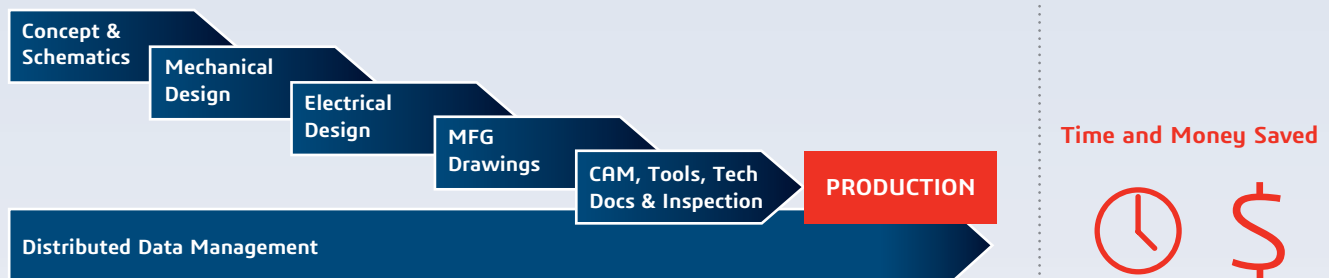 Concept &
Schematics
Mechanical
Design
Electrical
Design
MFG
Drawings
CAM, Tools, Tech
Docs & Inspection
PRODUCTION
Distributed Data Management
Time and Money Saved
$